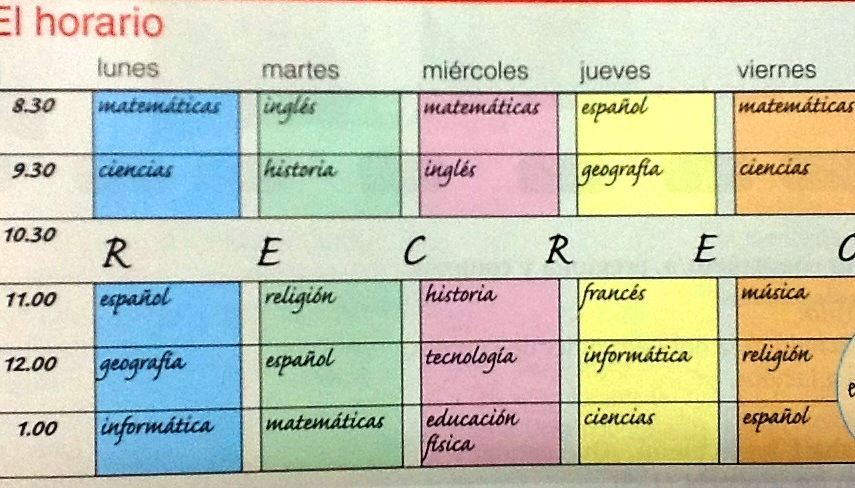 El horario
lunes martes miércoles jueves viernes
8.30 matemáticas inglés matemáticas español matemáticas
9.30 ciencias historia inglés geografía ciencias
10.30 R E C R E O
11.00 español religión historia francés música
12.00 geografía español tecnología informática religión
1.00 informática matemáticas educación física ciencias español